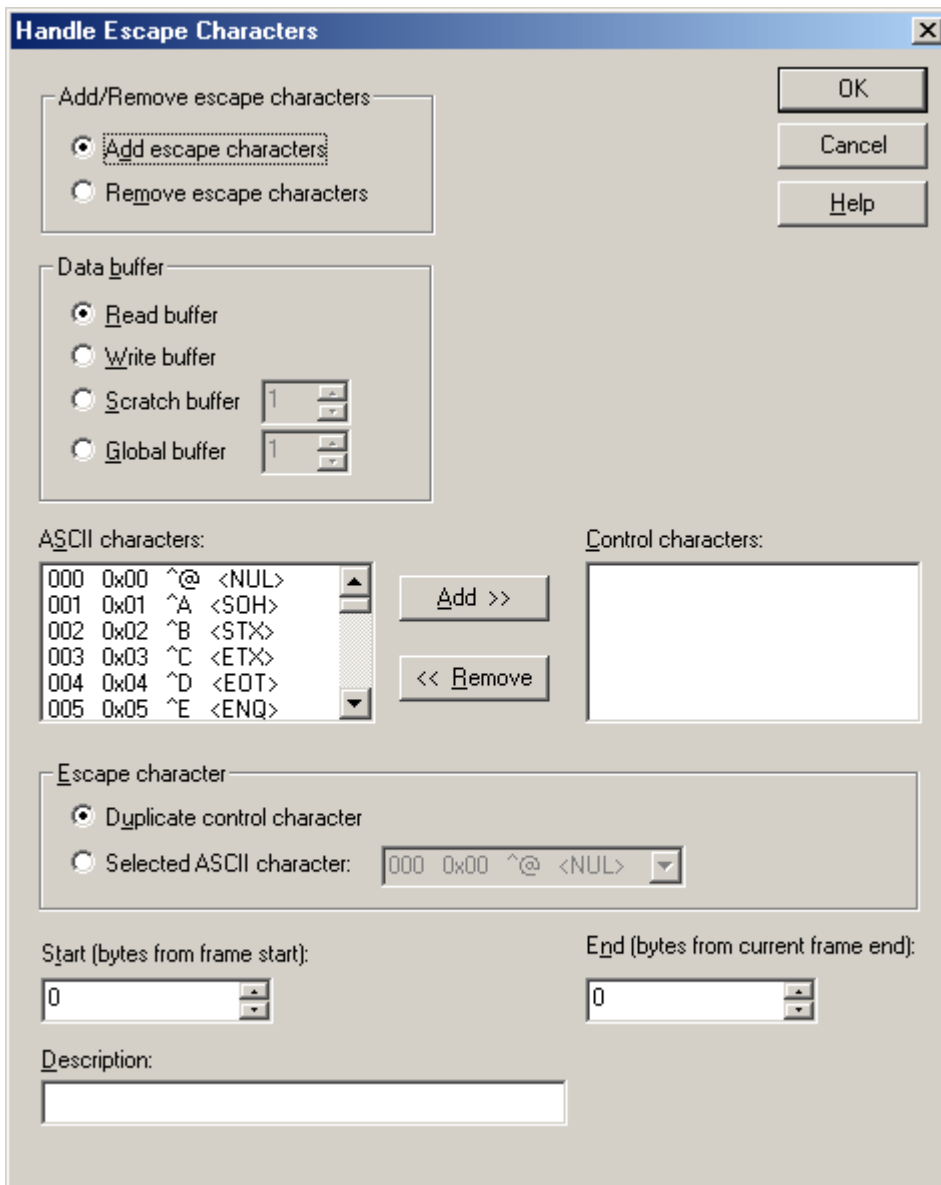 Handle Escape Characters
Add/Remove escape characters
Add escape characters
Remove escape characters
OK
Cancel
Help
Data buffer
Read buffer
Write buffer
Scratch buffer 1
Global buffer 1
ASCII characters:
000 0x00 ^@ <NUL>
001 0x01 ^A <SOH>
002 0x02 ^B <STX>
003 0x03 ^C <ETX>
004 0x04 ^D <EOT>
005 0x05 ^E <ENQ>
Add >>
<< Remove
Control characters:
Escape character
Duplicate control character
Selected ASCII character: 000 0x00 ^@ <NUL>
Start (bytes from frame start):
0
End (bytes from current frame end):
0
Description: